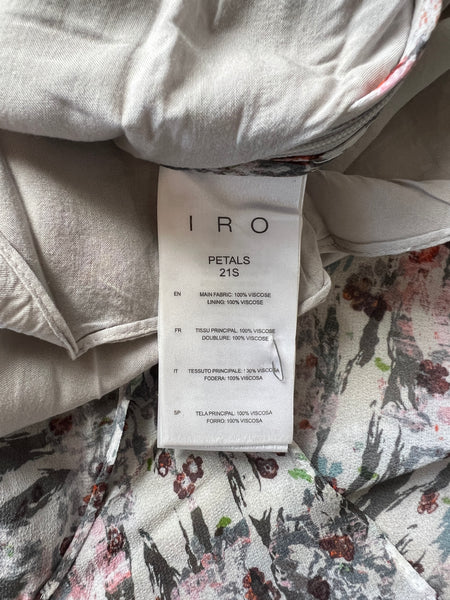 IRO
PETALS
21S
EN MAIN FABRIC: 100% VISCOSE
LINING: 100% VISCOSE
FR TISSU PRINCIPAL: 100% VISCOSE
DOUBLURE: 100% VISCOSE
IT TESSUTO PRINCIPALE: 100% VISCOSA
FODERA: 100% VISCOSA
SP TELA PRINCIPAL: 100% VISCOSA
FORRO: 100% VISCOSA